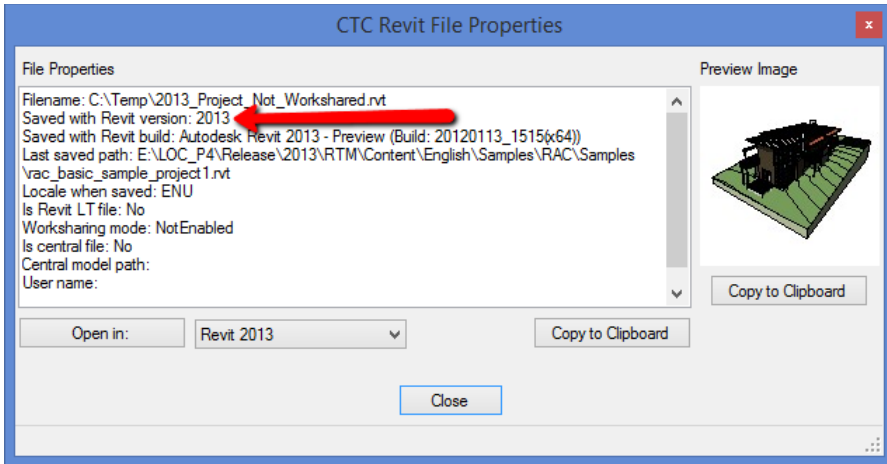 CTC Revit File Properties
x
File Properties
Preview Image
Filename: C:\Temp\2013_Project_Not_Workshared.rvt
Saved with Revit version: 2013
Saved with Revit build: Autodesk Revit 2013 - Preview (Build: 20120113_1515(x64))
Last saved path: E:\LOC_P4\Release\2013\RTM\Content\English\Samples\RAC\Samples
\rac_basic_sample_project1.rvt
Locale when saved: ENU
Is Revit LT file: No
Worksharing mode: NotEnabled
Is central file: No
Central model path:
User name:
Copy to Clipboard
Open in:
Revit 2013
Copy to Clipboard
Close